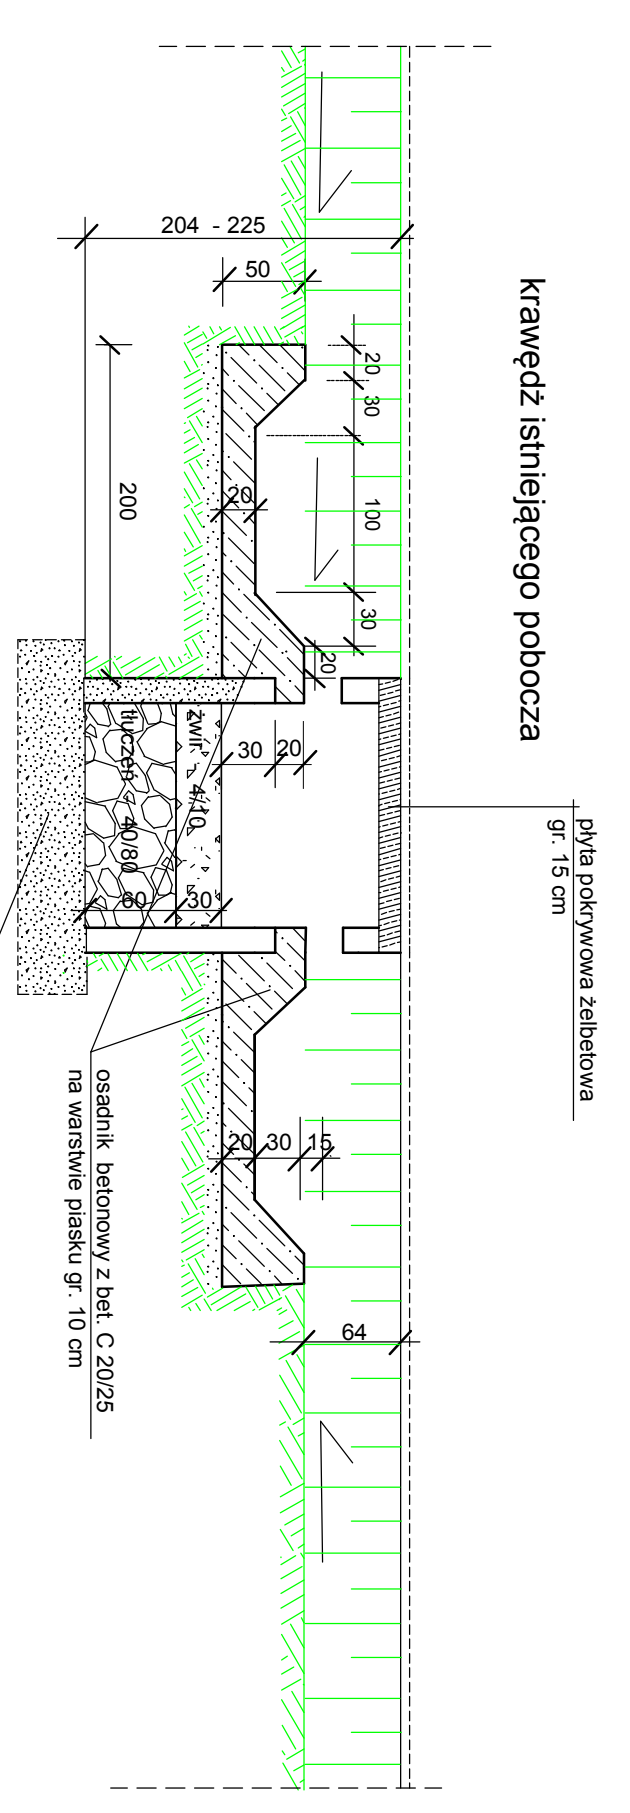 krawędź istniejącego pobocza
płyta pokrywowa żelbetowa
gr. 15 cm
204 - 225
50
20
30
100
30
20
20
200
żwir - 4/10
tłuczeń - 40/80
30
20
60
30
20
30
15
64
osadnik betonowy z bet. C 20/25
na warstwie piasku gr. 10 cm